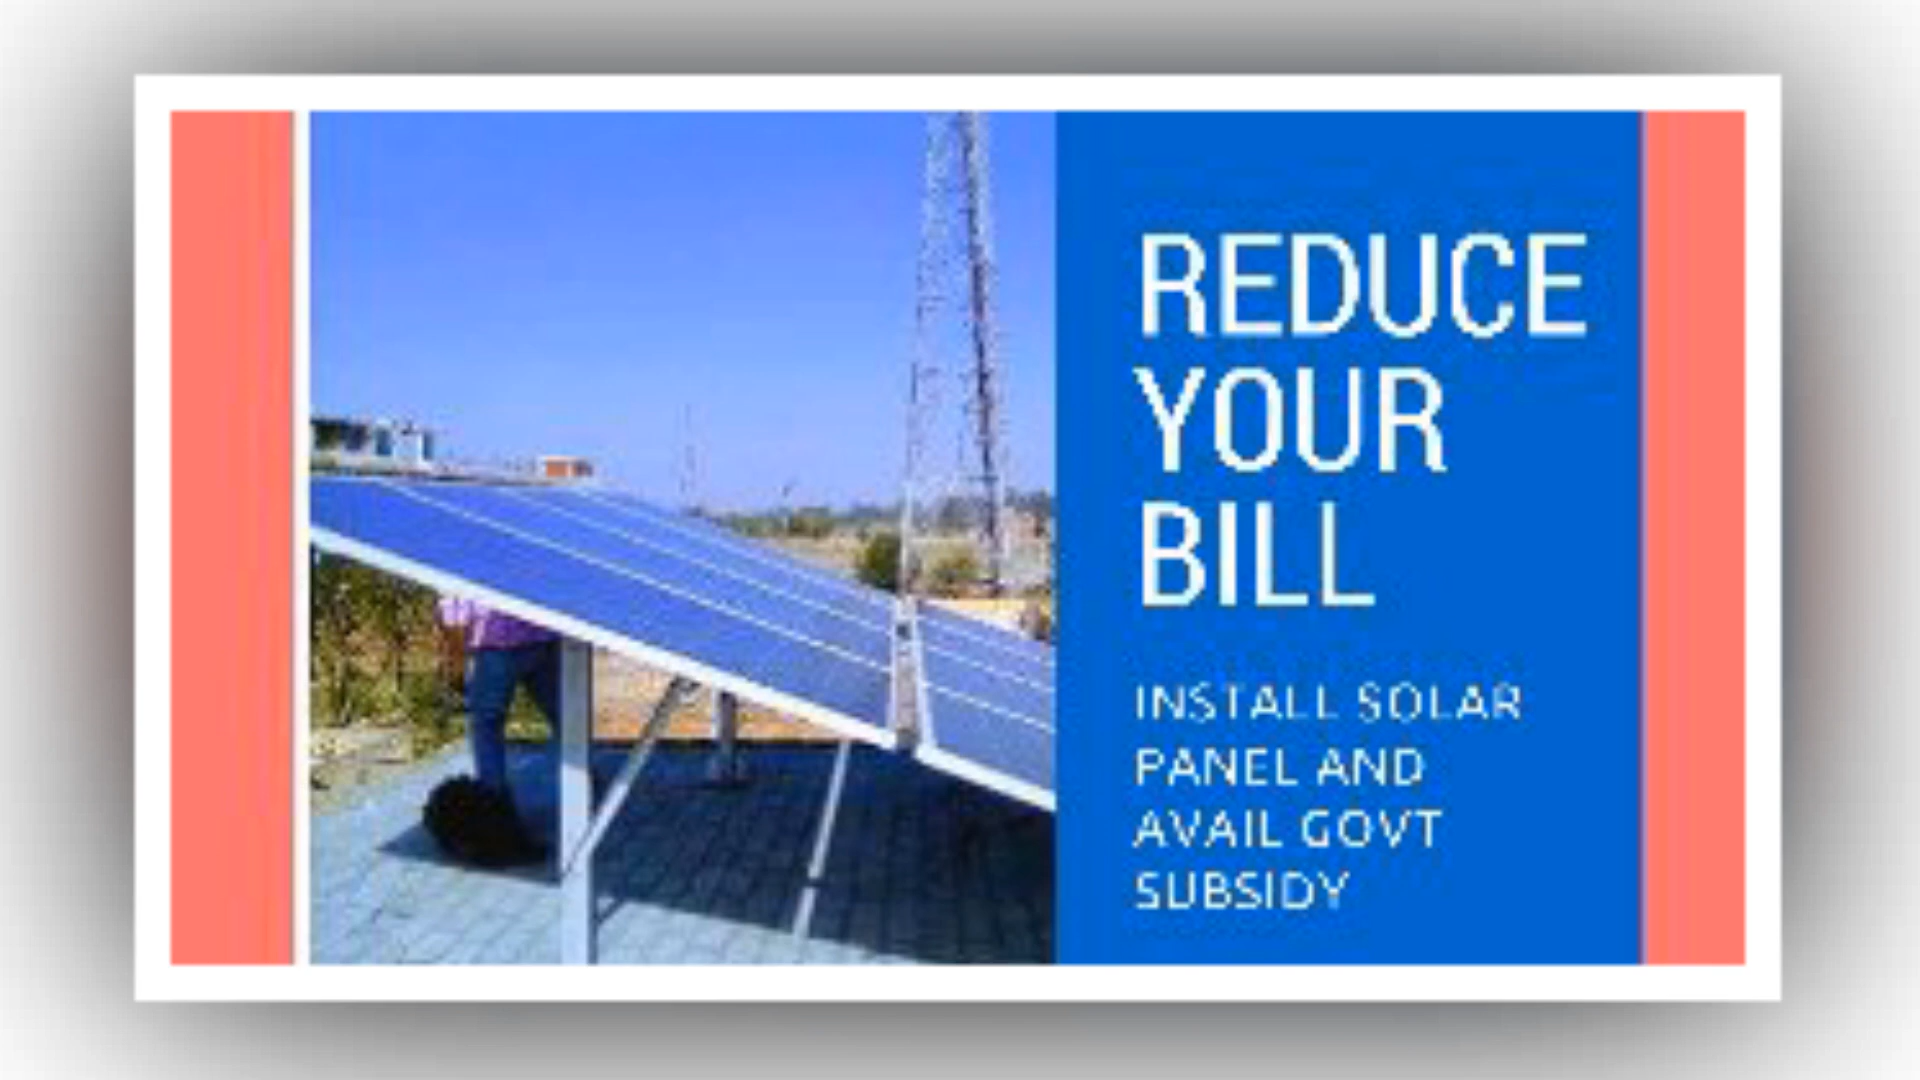 REDUCE
YOUR
BILL
INSTALL SOLAR
PANEL AND
AVAIL GOVT
SUBSIDY